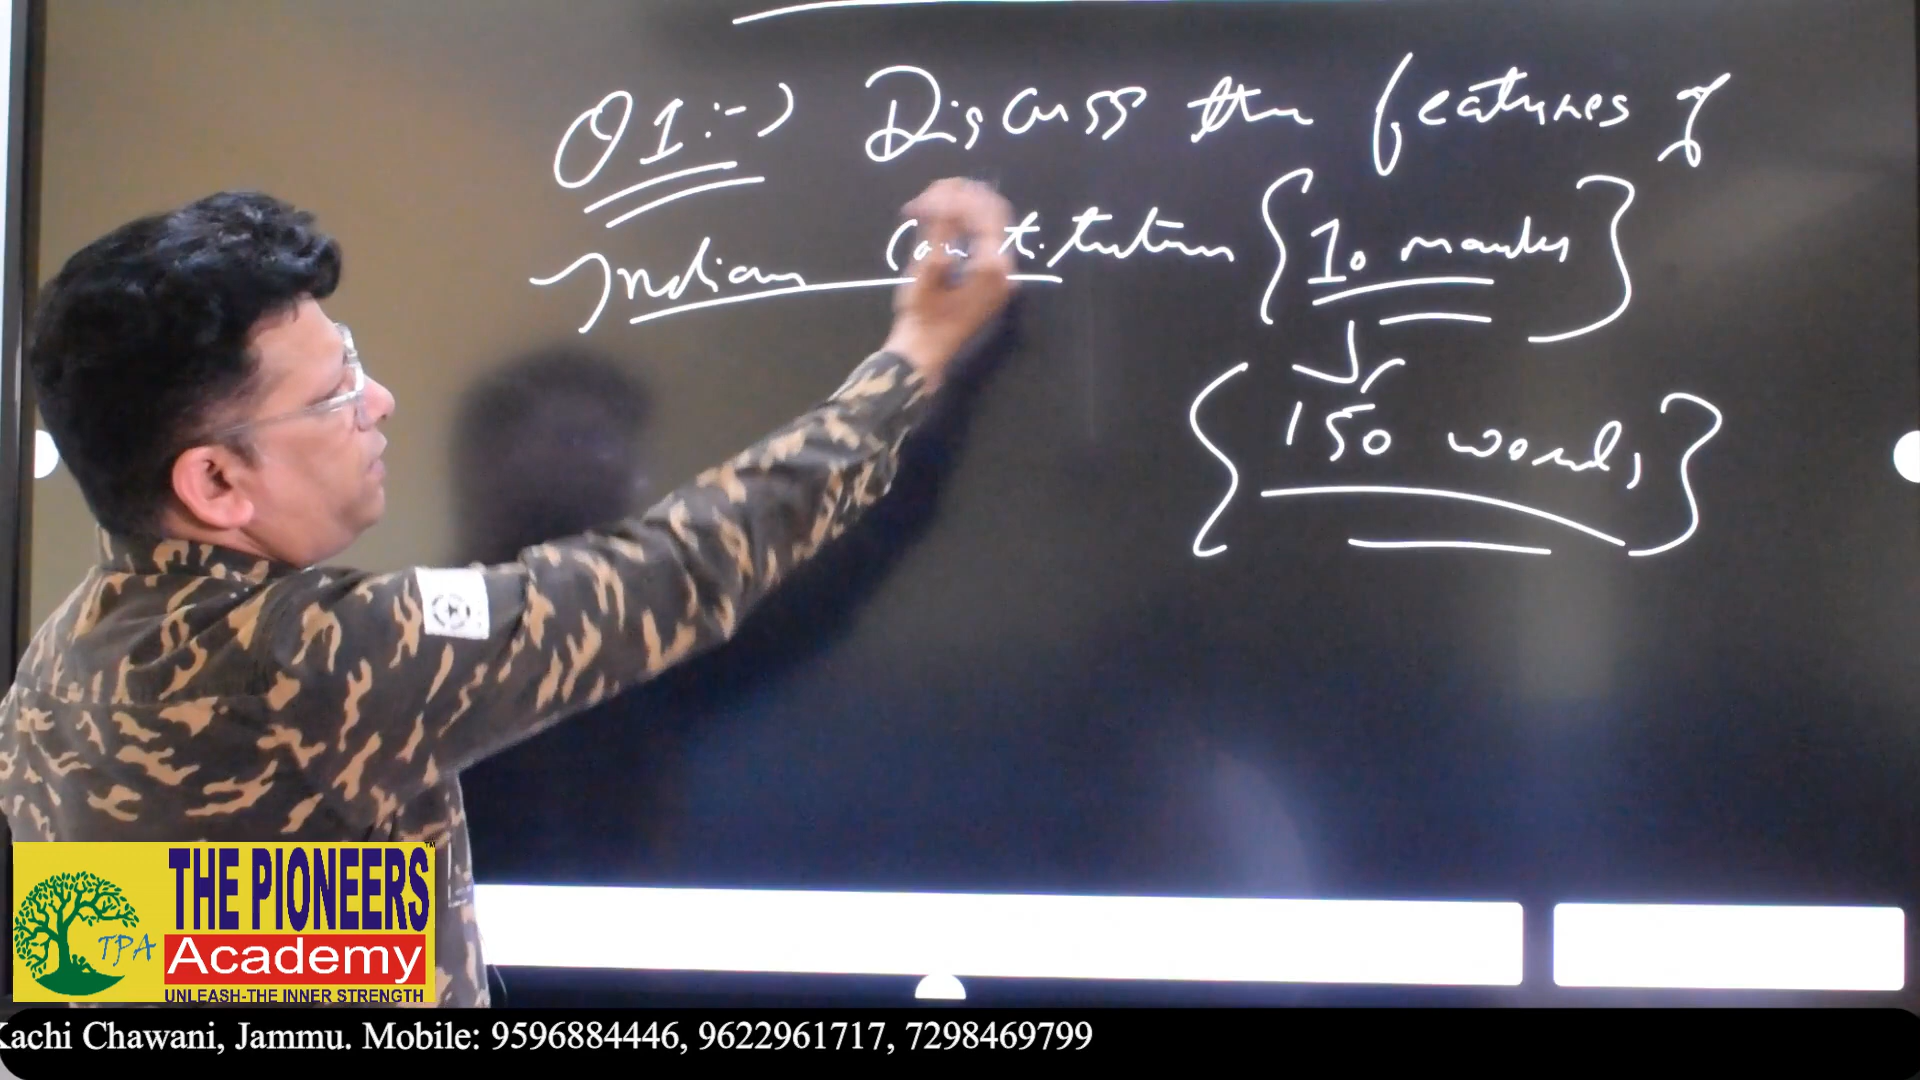 Q1:-) Discuss the features of
Indian Constitution { 10 marks }
{ 150 words }
THE PIONEERS™
TPA
Academy
UNLEASH-THE INNER STRENGTH
Kachi Chawani, Jammu. Mobile: 9596884446, 9622961717, 7298469799